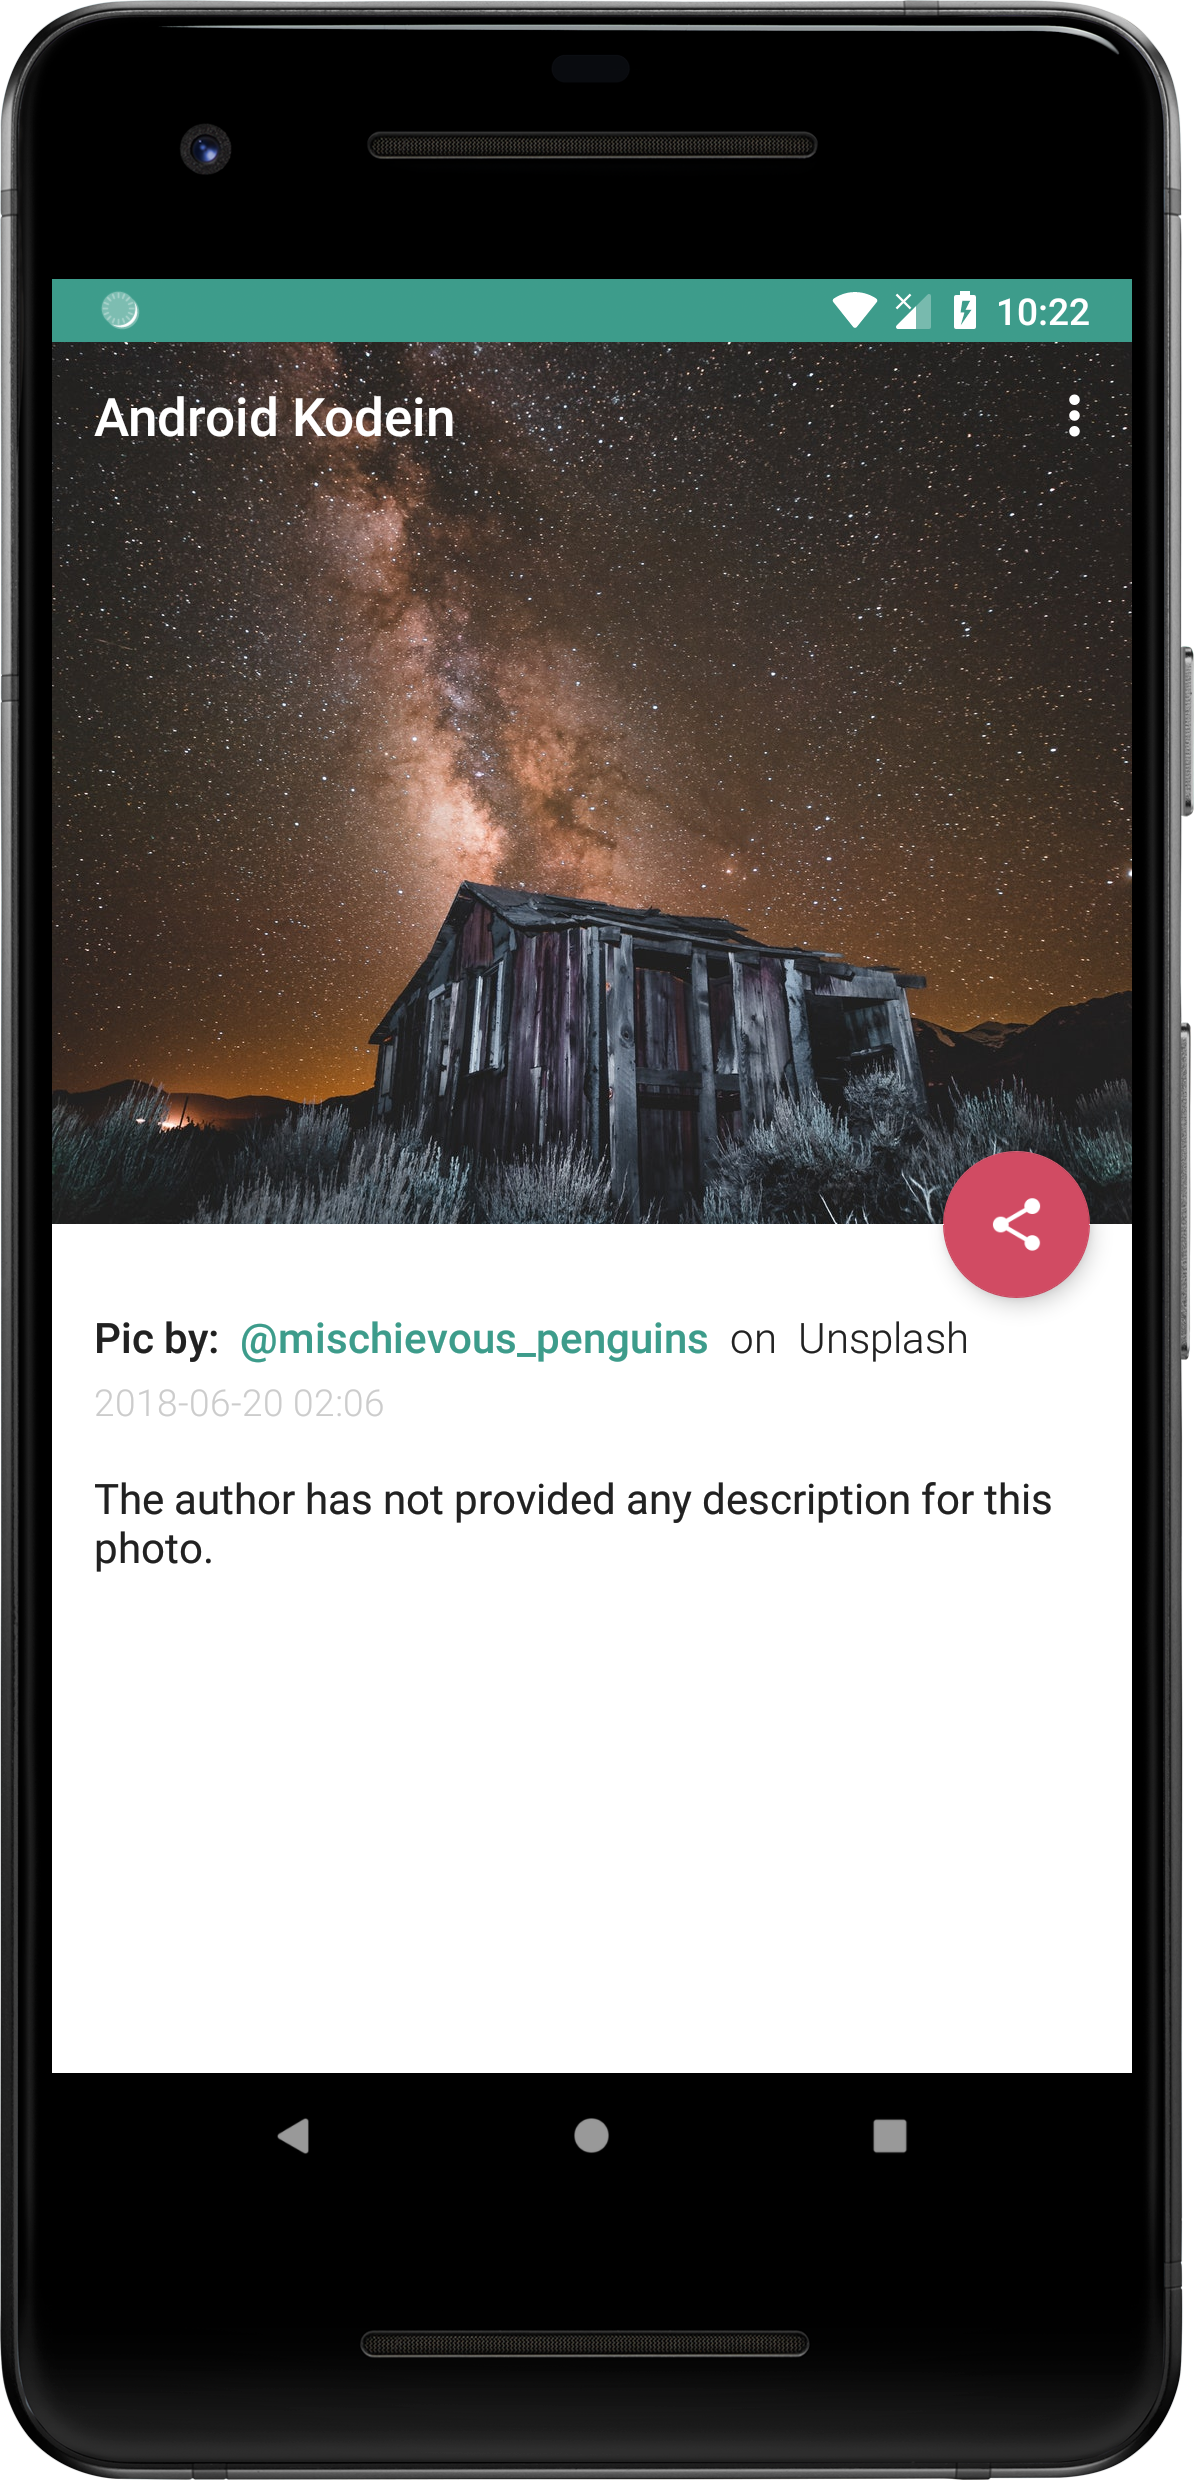 10:22
Android Kodein
Pic by: @mischievous_penguins on Unsplash
2018-06-20 02:06
The author has not provided any description for this
photo.